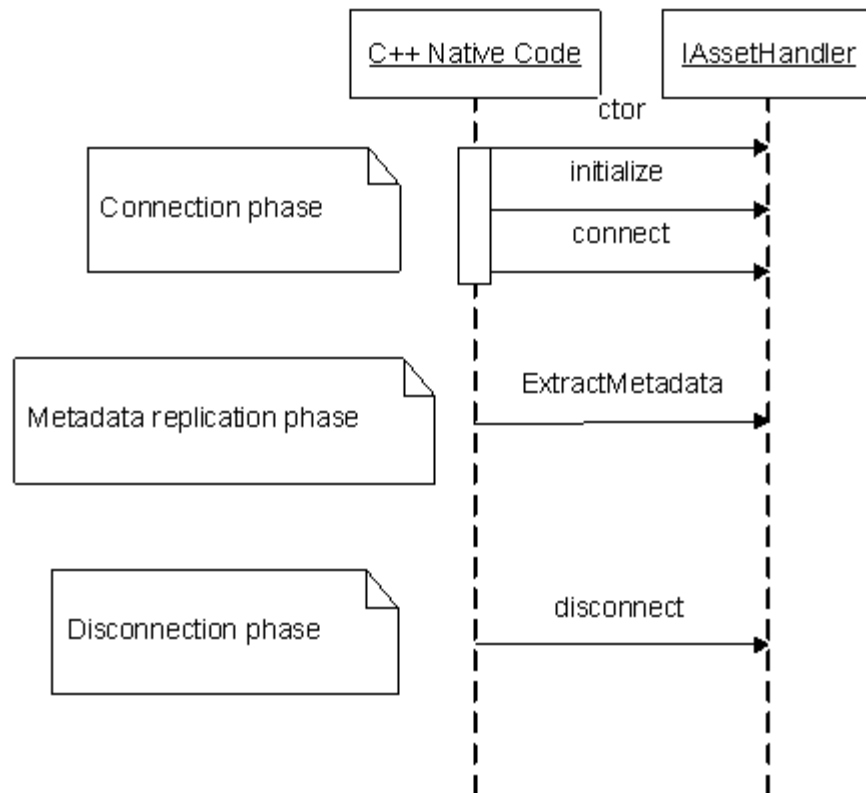 C++ Native Code
IAssetHandler
ctor
initialize
Connection phase
connect
ExtractMetadata
Metadata replication phase
disconnect
Disconnection phase